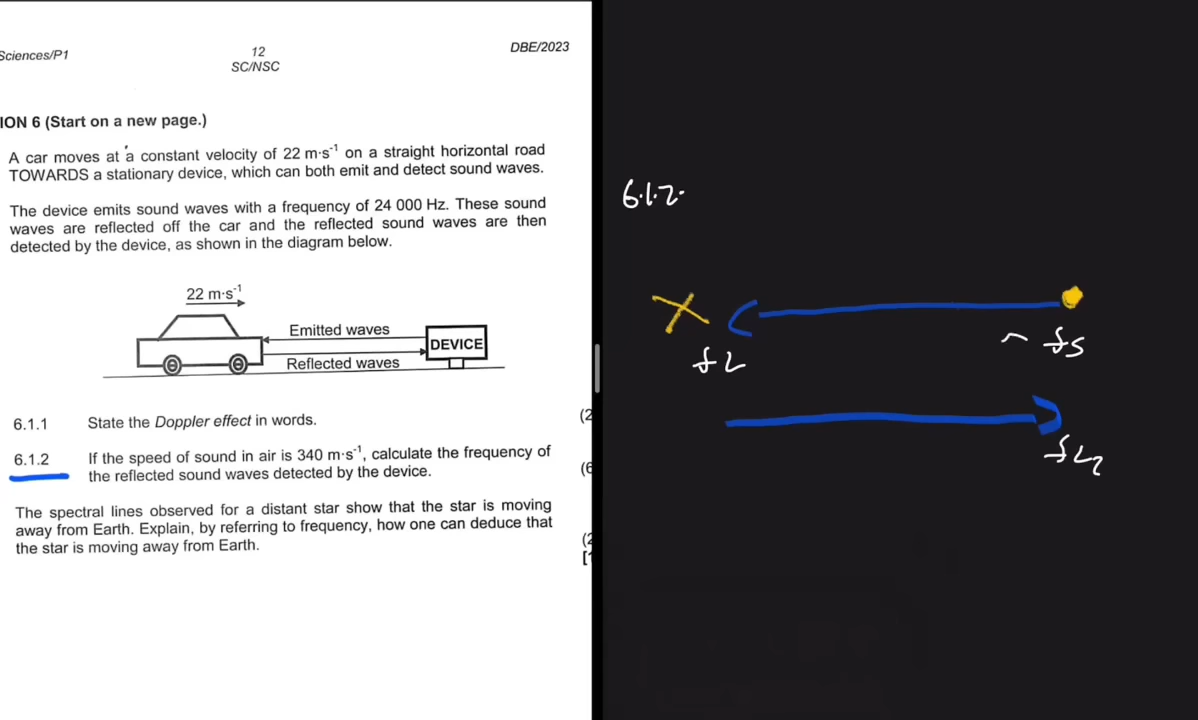 Sciences/P1
12
SC/NSC
DBE/2023
ION 6 (Start on a new page.)
A car moves at a constant velocity of 22 m·s⁻¹ on a straight horizontal road
TOWARDS a stationary device, which can both emit and detect sound waves.
The device emits sound waves with a frequency of 24 000 Hz. These sound
waves are reflected off the car and the reflected sound waves are then
detected by the device, as shown in the diagram below.
22 m·s⁻¹
Emitted waves
DEVICE
Reflected waves
6.1.1 State the Doppler effect in words. (2
6.1.2 If the speed of sound in air is 340 m·s⁻¹, calculate the frequency of
the reflected sound waves detected by the device. (6
The spectral lines observed for a distant star show that the star is moving
away from Earth. Explain, by referring to frequency, how one can deduce that
the star is moving away from Earth. (2
[1
6.1.2.
fL
fs
fL2